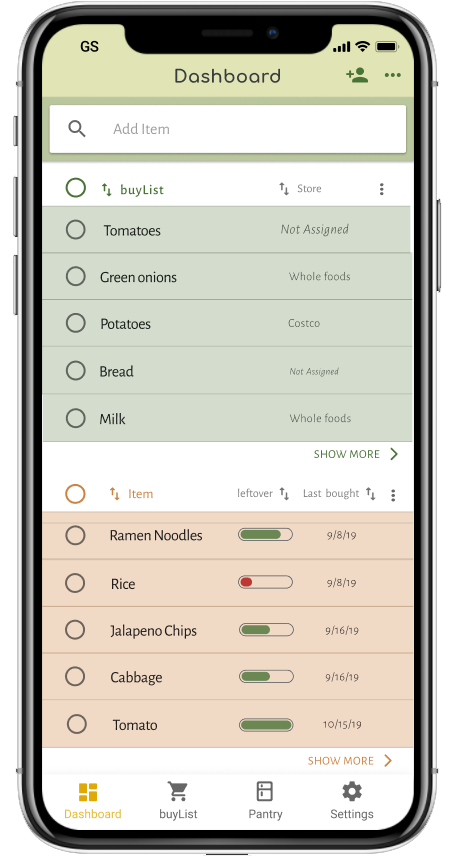 GS
Dashboard
Add Item
buyList Store
Tomatoes Not Assigned
Green onions Whole foods
Potatoes Costco
Bread Not Assigned
Milk Whole foods
SHOW MORE
Item leftover Last bought
Ramen Noodles 9/8/19
Rice 9/8/19
Jalapeno Chips 9/16/19
Cabbage 9/16/19
Tomato 10/15/19
SHOW MORE
Dashboard buyList Pantry Settings